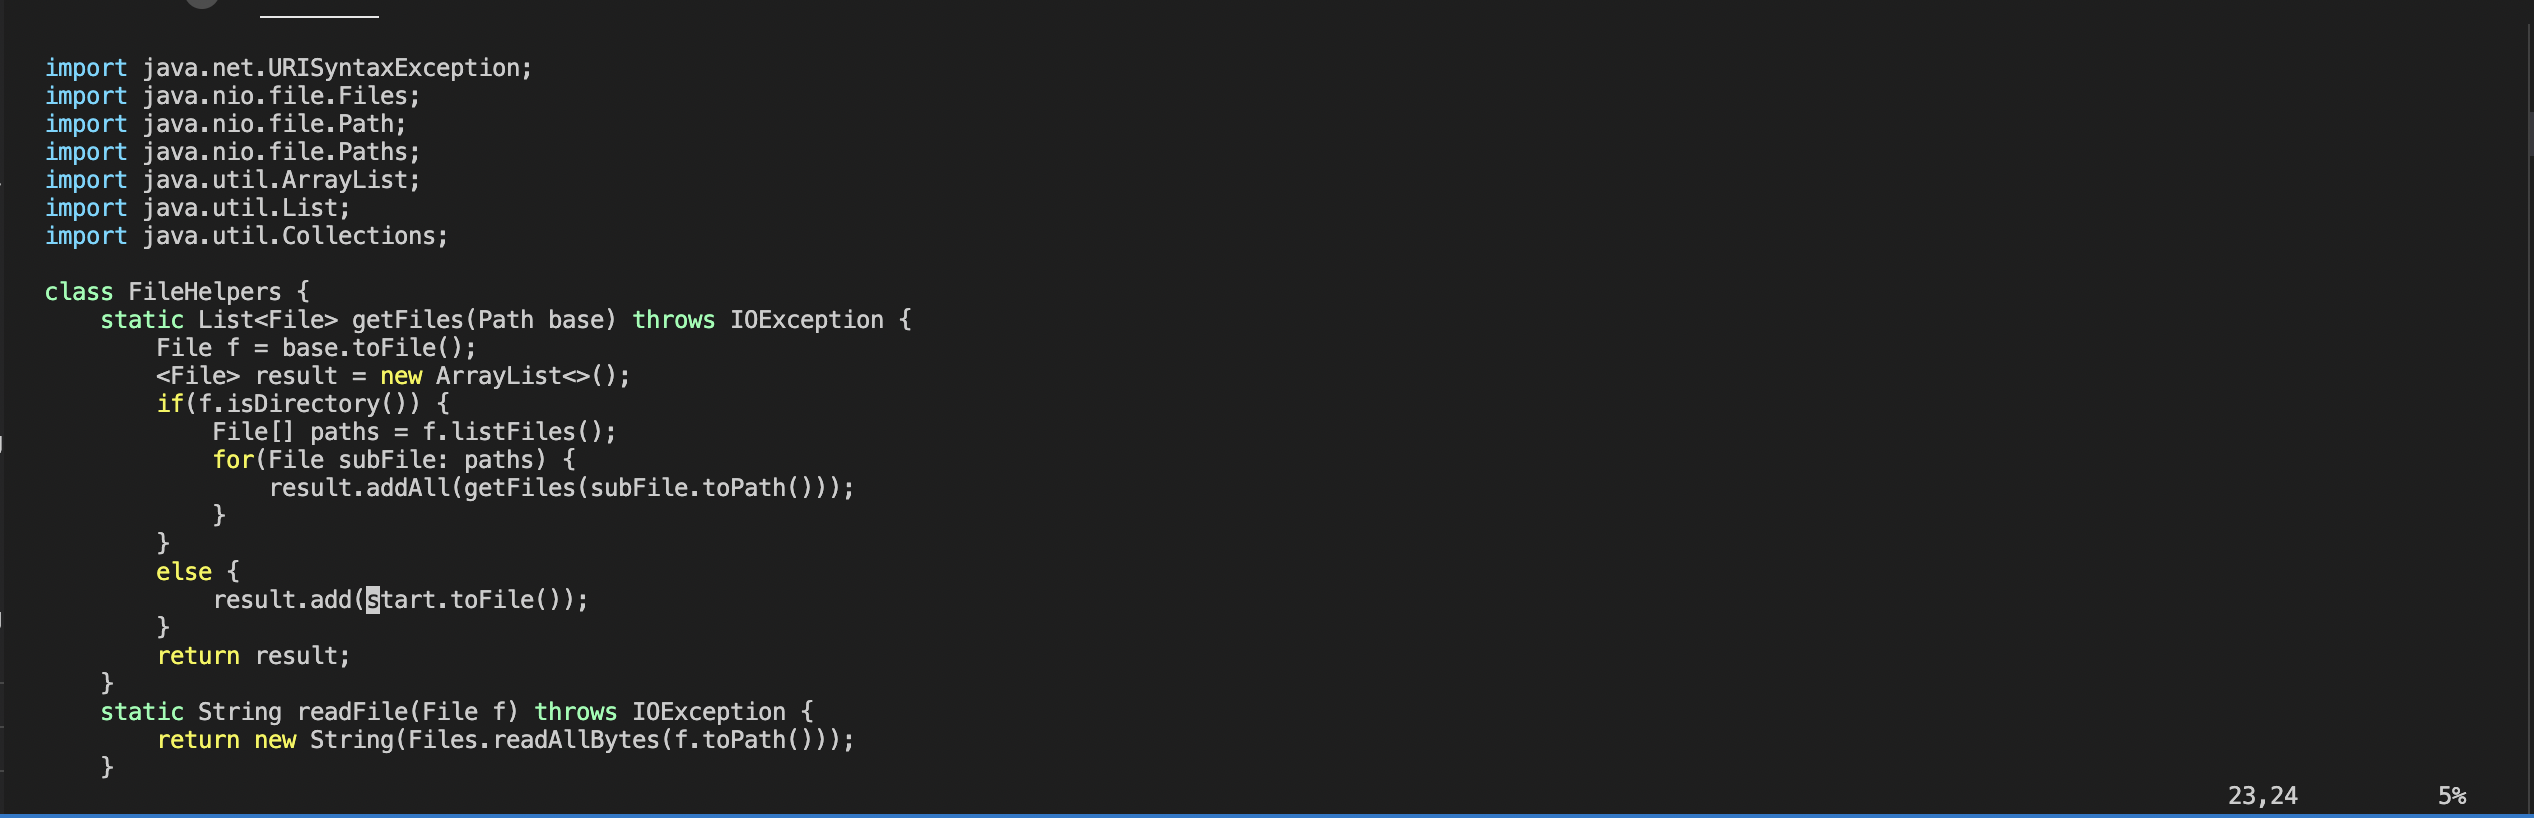 import java.net.URISyntaxException;
import java.nio.file.Files;
import java.nio.file.Path;
import java.nio.file.Paths;
import java.util.ArrayList;
import java.util.List;
import java.util.Collections;

class FileHelpers {
    static List<File> getFiles(Path base) throws IOException {
        File f = base.toFile();
        <File> result = new ArrayList<>();
        if(f.isDirectory()) {
            File[] paths = f.listFiles();
            for(File subFile: paths) {
                result.addAll(getFiles(subFile.toPath()));
            }
        }
        else {
            result.add(start.toFile());
        }
        return result;
    }
    static String readFile(File f) throws IOException {
        return new String(Files.readAllBytes(f.toPath()));
    }
23,24 5%